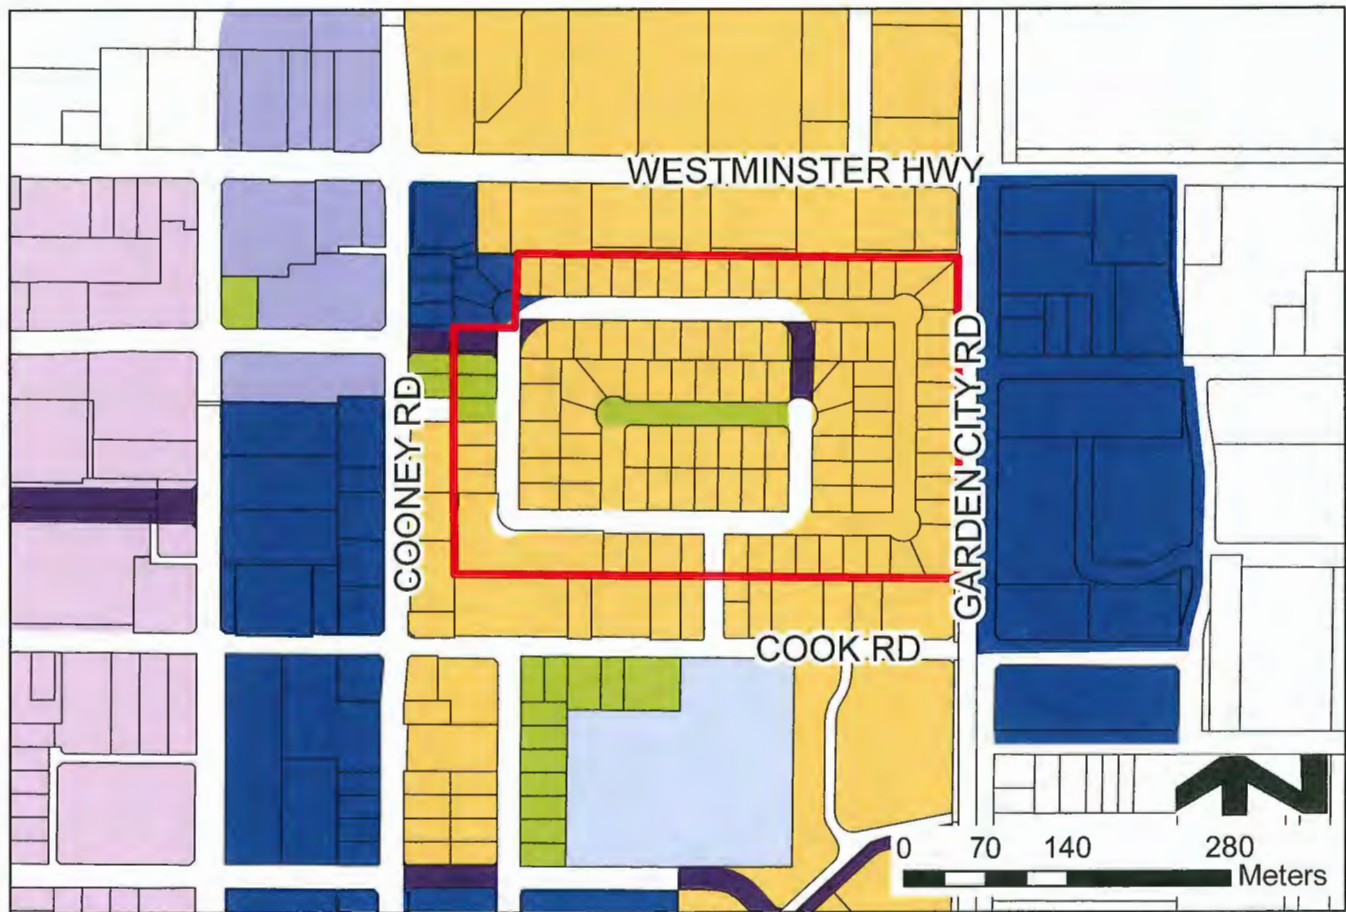 WESTMINSTER HWY
COONEY RD
GARDEN CITY RD
COOK RD
0 70 140 280
Meters